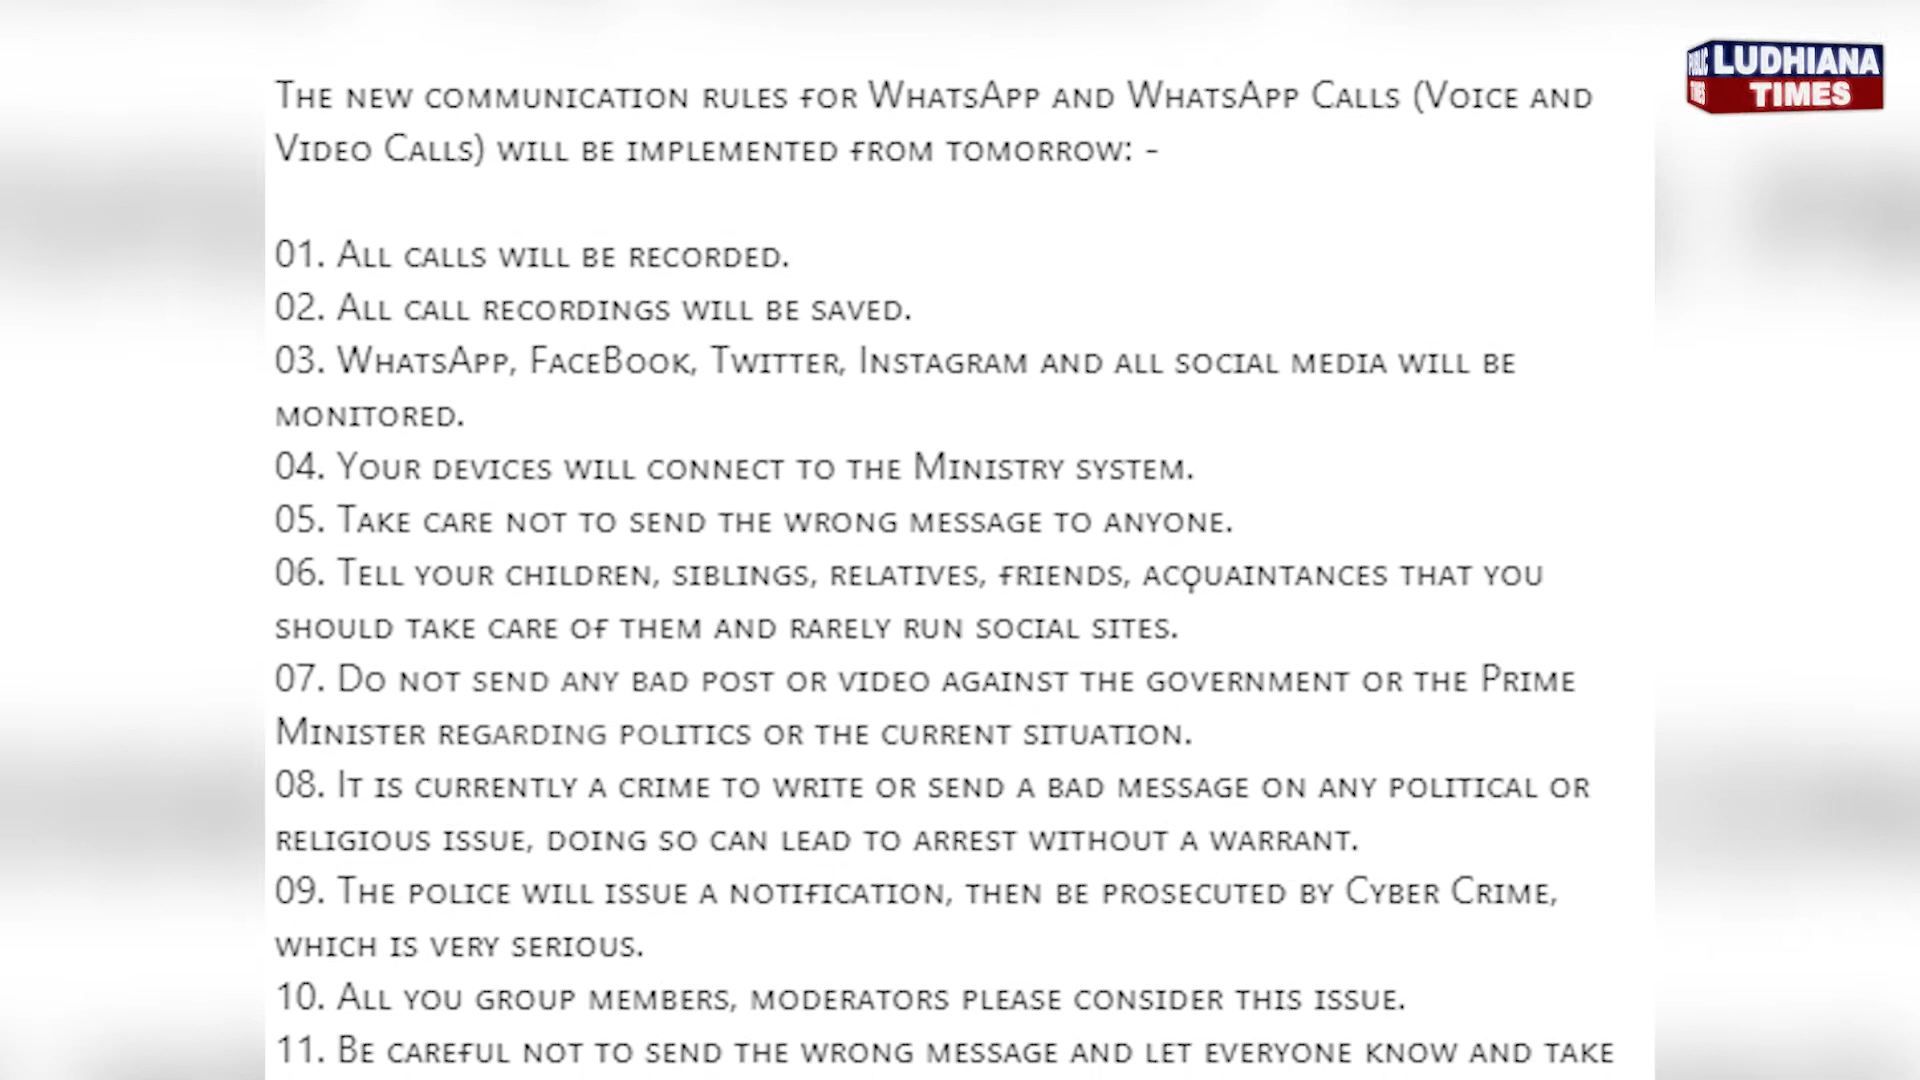 PUBLIC TIMES
LUDHIANA
TIMES
The new communication rules for WhatsApp and WhatsApp Calls (Voice and
Video Calls) will be implemented from tomorrow: -
01. All calls will be recorded.
02. All call recordings will be saved.
03. WhatsApp, FaceBook, Twitter, Instagram and all social media will be
monitored.
04. Your devices will connect to the Ministry system.
05. Take care not to send the wrong message to anyone.
06. Tell your children, siblings, relatives, friends, acquaintances that you
should take care of them and rarely run social sites.
07. Do not send any bad post or video against the government or the Prime
Minister regarding politics or the current situation.
08. It is currently a crime to write or send a bad message on any political or
religious issue, doing so can lead to arrest without a warrant.
09. The police will issue a notification, then be prosecuted by Cyber Crime,
which is very serious.
10. All you group members, moderators please consider this issue.
11. Be careful not to send the wrong message and let everyone know and take